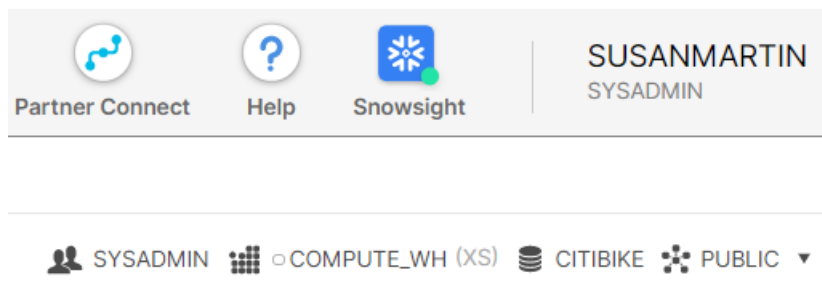 SUSANMARTIN
SYSADMIN
Partner Connect Help Snowsight
SYSADMIN COMPUTE_WH (XS) CITIBIKE PUBLIC